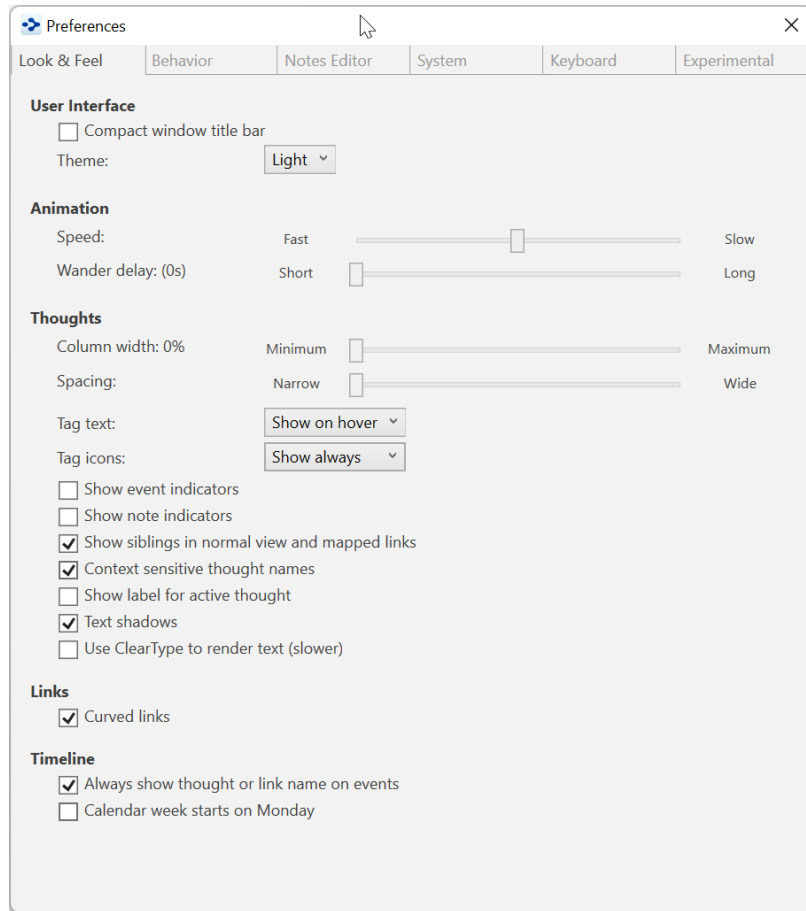 Preferences
Look & Feel Behavior Notes Editor System Keyboard Experimental
User Interface
Compact window title bar
Theme: Light
Animation
Speed: Fast Slow
Wander delay: (0s) Short Long
Thoughts
Column width: 0% Minimum Maximum
Spacing: Narrow Wide
Tag text: Show on hover
Tag icons: Show always
Show event indicators
Show note indicators
Show siblings in normal view and mapped links
Context sensitive thought names
Show label for active thought
Text shadows
Use ClearType to render text (slower)
Links
Curved links
Timeline
Always show thought or link name on events
Calendar week starts on Monday